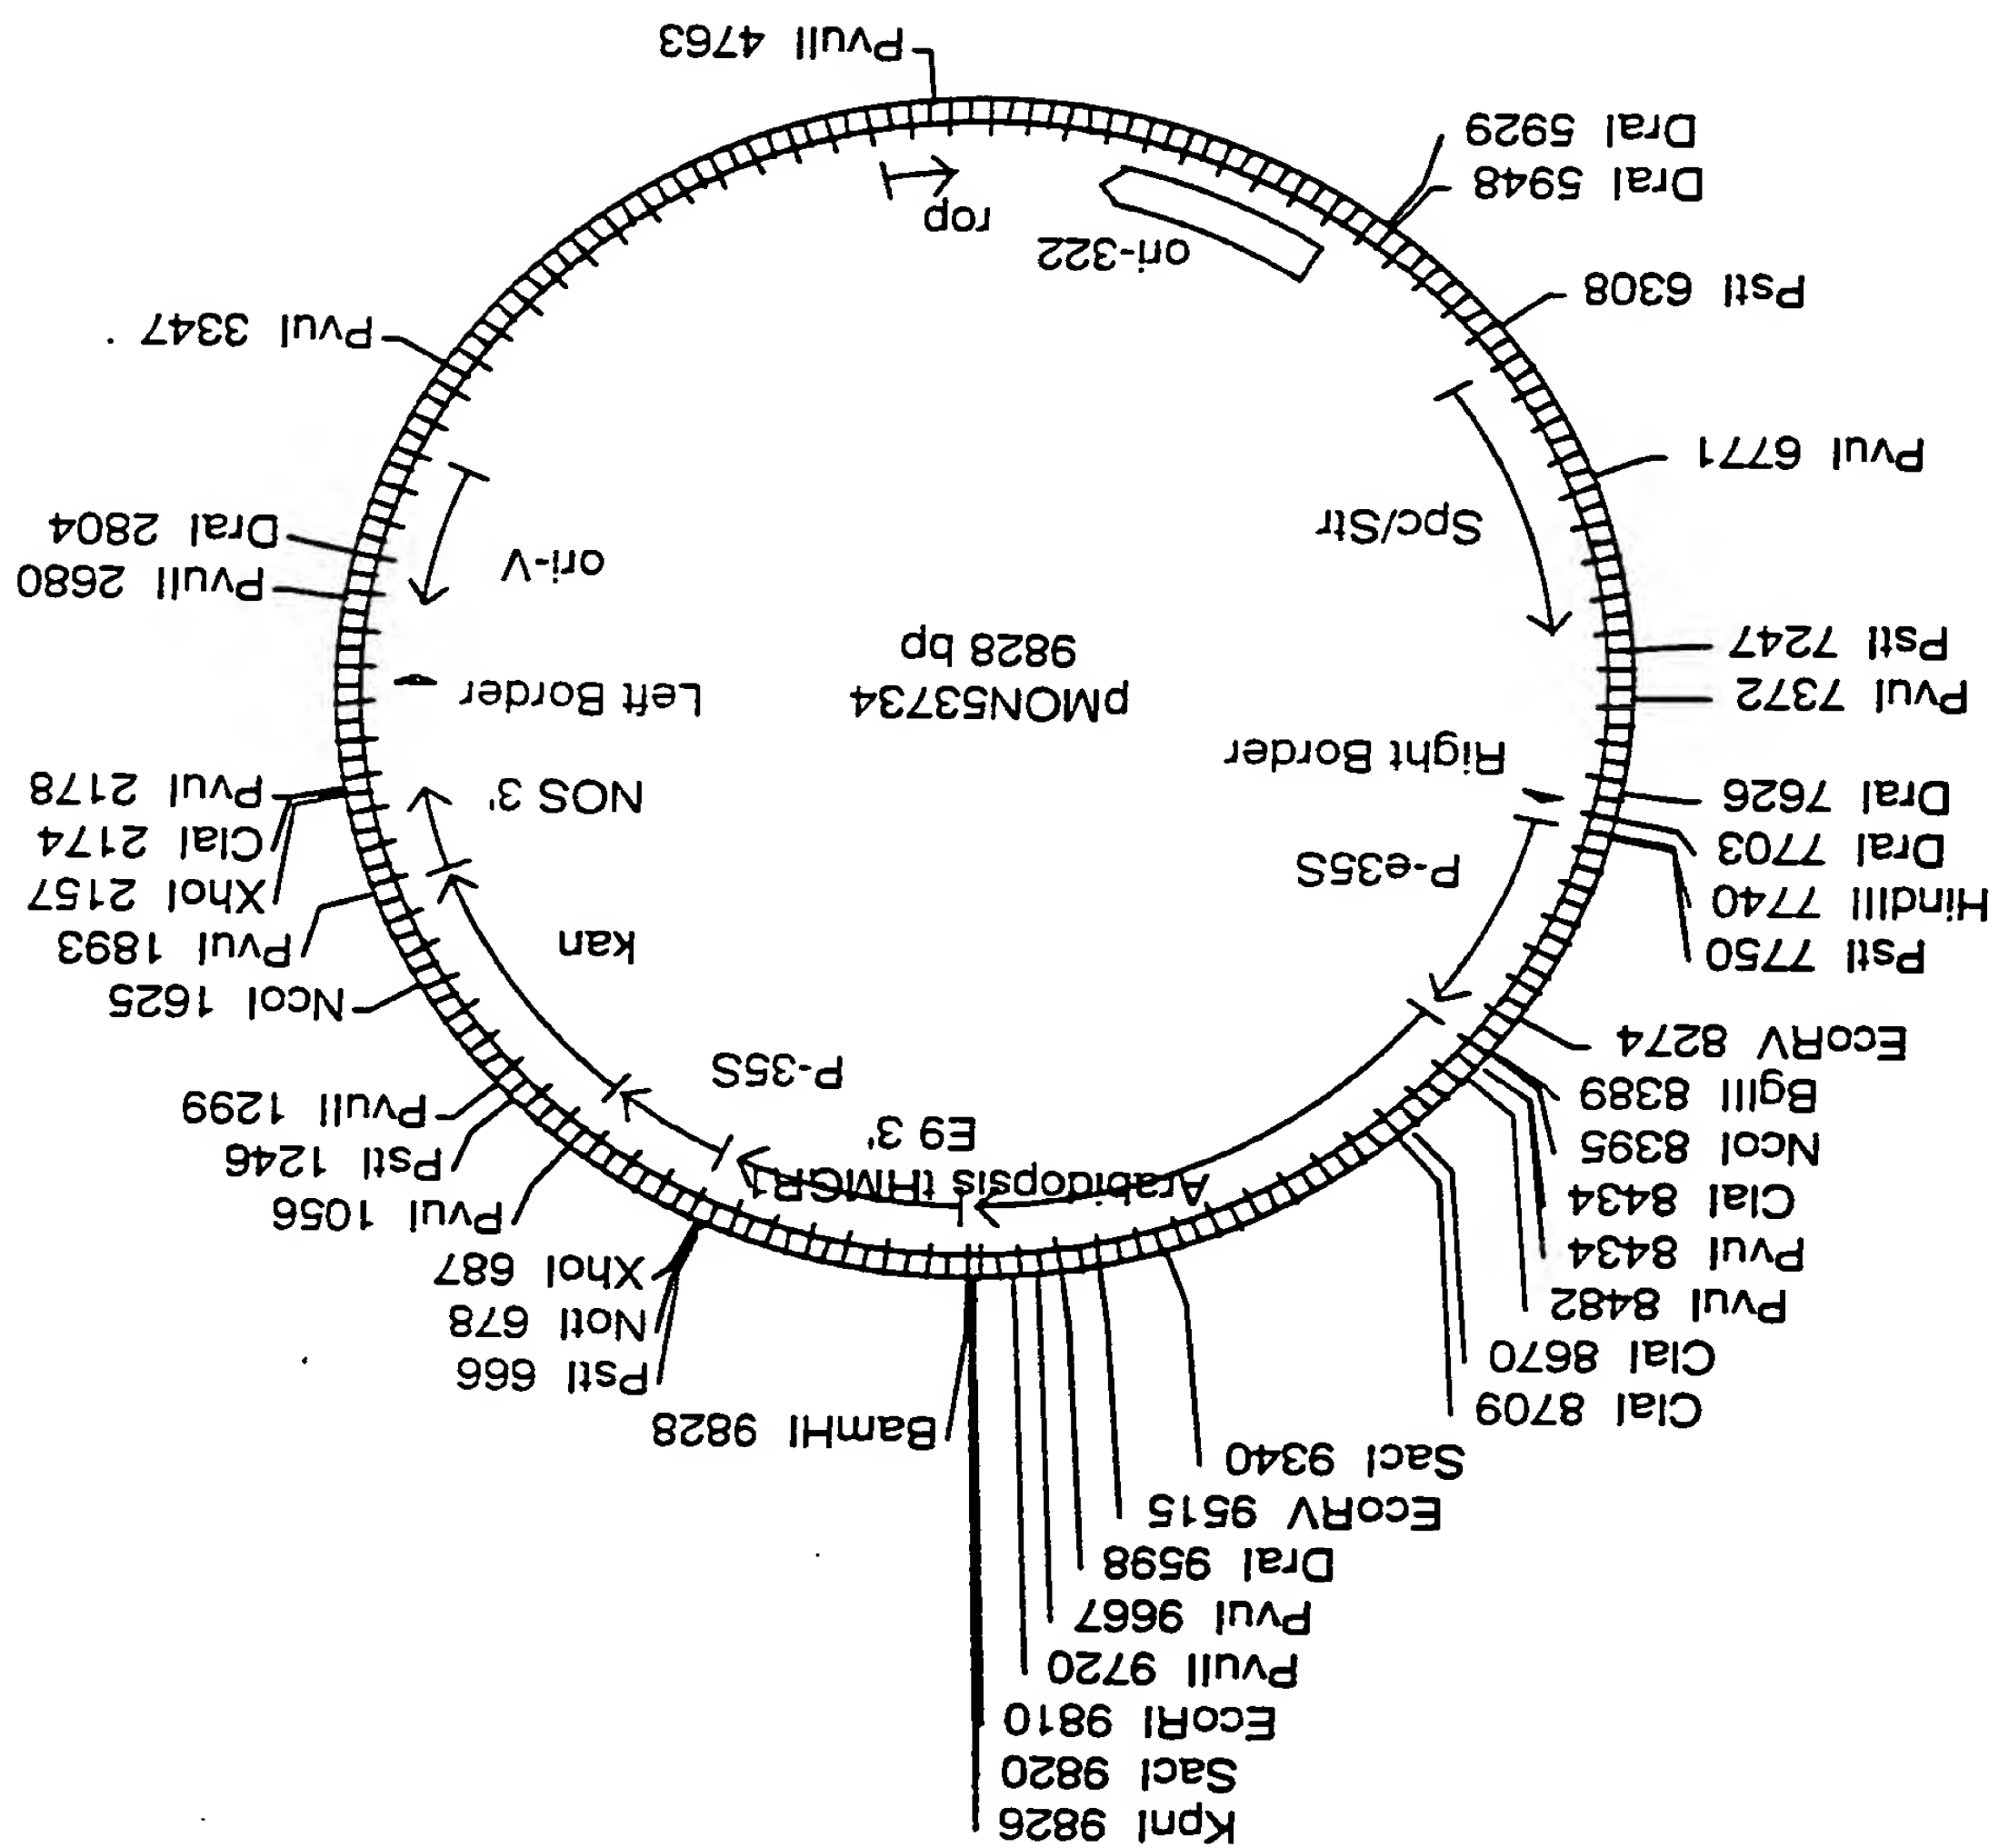 KpnI 9826
SacI 9820
EcoRI 9810
PvuII 9720
PvuI 9667
DraI 9598
EcoRV 9515
SacI 9340
BamHI 9828
ClaI 8709
ClaI 8670
PvuI 8482
PvuI 8434
ClaI 8434
NcoI 8395
BglII 8389
EcoRV 8274
PstI 666
NotI 678
XhoI 687
PvuI 1056
PstI 1246
PvuII 1299
NcoI 1625
PvuI 1893
XhoI 2157
ClaI 2174
PvuI 2178
Arabidopsis tHMGR1
E9 3'
P-35S
kan
NOS 3'
Left Border
PstI 7750
HindIII 7740
DraI 7703
DraI 7626
P-e35S
Right Border
pMON53734
9828 bp
PvuI 7372
PstI 7247
PvuII 2680
DraI 2804
ori-V
Spc/Str
PvuI 6771
PvuI 3347
PstI 6308
ori-322
rop
DraI 5948
DraI 5929
PvuII 4763